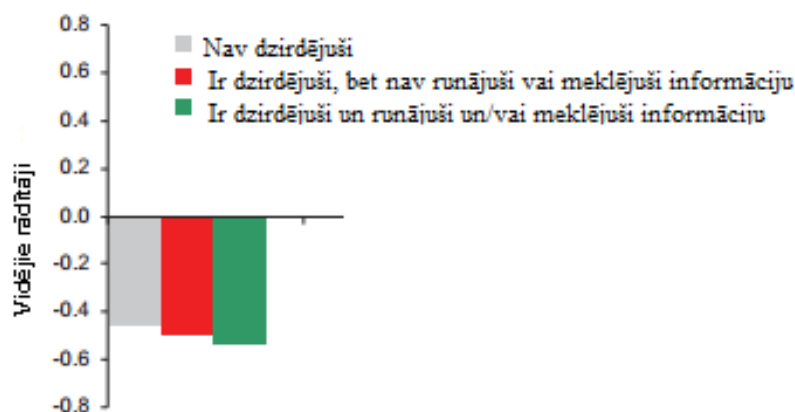 0.8
Nav dzirdējuši
0.6
Ir dzirdējuši, bet nav runājuši vai meklējuši informāciju
0.4
Ir dzirdējuši un runājuši un/vai meklējuši informāciju
0.2
0.0
-0.2
-0.4
-0.6
-0.8
Vidējie rādītāji